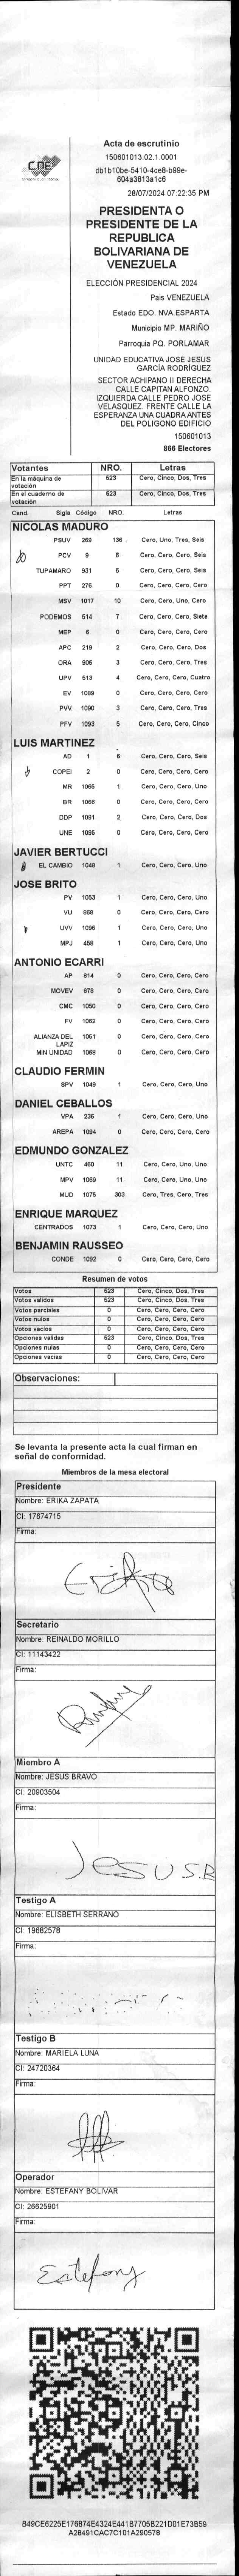 CNE
Acta de escrutinio
150601013.02.1.0001
db1b10be-5410-4ce8-b99e-
604a3813a1c6
28/07/2024 07:22:35 PM
PRESIDENTA O
PRESIDENTE DE LA
REPUBLICA
BOLIVARIANA DE
VENEZUELA
ELECCIÓN PRESIDENCIAL 2024
Pais VENEZUELA
Estado EDO. NVA.ESPARTA
Municipio MP. MARIÑO
Parroquia PQ. PORLAMAR
UNIDAD EDUCATIVA JOSE JESUS
GARCÍA RODRÍGUEZ
SECTOR ACHIPANO II DERECHA
CALLE CAPITAN ALFONZO.
IZQUIERDA CALLE PEDRO JOSE
VELASQUEZ. FRENTE CALLE LA
ESPERANZA UNA CUADRA ANTES
DEL POLIGONO EDIFICIO
150601013
866 Electores
Votantes NRO. Letras
En la máquina de votación 523 Cero, Cinco, Dos, Tres
En el cuaderno de votación 523 Cero, Cinco, Dos, Tres
Cand. Sigla Código NRO. Letras
NICOLAS MADURO
PSUV 269 136 Cero, Uno, Tres, Seis
PCV 9 6 Cero, Cero, Cero, Seis
TUPAMARO 931 6 Cero, Cero, Cero, Seis
PPT 276 0 Cero, Cero, Cero, Cero
MSV 1017 10 Cero, Cero, Uno, Cero
PODEMOS 514 7 Cero, Cero, Cero, Siete
MEP 6 0 Cero, Cero, Cero, Cero
APC 219 2 Cero, Cero, Cero, Dos
ORA 906 3 Cero, Cero, Cero, Tres
UPV 513 4 Cero, Cero, Cero, Cuatro
EV 1089 0 Cero, Cero, Cero, Cero
PVV 1090 3 Cero, Cero, Cero, Tres
PFV 1093 5 Cero, Cero, Cero, Cinco
LUIS MARTINEZ
AD 1 6 Cero, Cero, Cero, Seis
COPEI 2 0 Cero, Cero, Cero, Cero
MR 1065 1 Cero, Cero, Cero, Uno
BR 1066 0 Cero, Cero, Cero, Cero
DDP 1091 2 Cero, Cero, Cero, Dos
UNE 1095 0 Cero, Cero, Cero, Cero
JAVIER BERTUCCI
EL CAMBIO 1048 1 Cero, Cero, Cero, Uno
JOSE BRITO
PV 1053 1 Cero, Cero, Cero, Uno
VU 868 0 Cero, Cero, Cero, Cero
UVV 1096 1 Cero, Cero, Cero, Uno
MPJ 458 1 Cero, Cero, Cero, Uno
ANTONIO ECARRI
AP 814 0 Cero, Cero, Cero, Cero
MOVEV 878 0 Cero, Cero, Cero, Cero
CMC 1050 0 Cero, Cero, Cero, Cero
FV 1062 0 Cero, Cero, Cero, Cero
ALIANZA DEL LAPIZ 1051 0 Cero, Cero, Cero, Cero
MIN UNIDAD 1068 0 Cero, Cero, Cero, Cero
CLAUDIO FERMIN
SPV 1049 1 Cero, Cero, Cero, Uno
DANIEL CEBALLOS
VPA 236 1 Cero, Cero, Cero, Uno
AREPA 1094 0 Cero, Cero, Cero, Cero
EDMUNDO GONZALEZ
UNTC 460 11 Cero, Cero, Uno, Uno
MPV 1069 11 Cero, Cero, Uno, Uno
MUD 1075 303 Cero, Tres, Cero, Tres
ENRIQUE MARQUEZ
CENTRADOS 1073 1 Cero, Cero, Cero, Uno
BENJAMIN RAUSSEO
CONDE 1092 0 Cero, Cero, Cero, Cero
Resumen de votos
Votos 523 Cero, Cinco, Dos, Tres
Votos validos 523 Cero, Cinco, Dos, Tres
Votos parciales 0 Cero, Cero, Cero, Cero
Votos nulos 0 Cero, Cero, Cero, Cero
Votos vacios 0 Cero, Cero, Cero, Cero
Opciones validas 523 Cero, Cinco, Dos, Tres
Opciones nulas 0 Cero, Cero, Cero, Cero
Opciones vacias 0 Cero, Cero, Cero, Cero
Observaciones:
Se levanta la presente acta la cual firman en
señal de conformidad.
Miembros de la mesa electoral
Presidente
Nombre: ERIKA ZAPATA
CI: 17674715
Firma:
Erika
Secretario
Nombre: REINALDO MORILLO
CI: 11143422
Firma:
Miembro A
Nombre: JESUS BRAVO
CI: 20903504
Firma:
Jesus.B
Testigo A
Nombre: ELISBETH SERRANO
CI: 19682578
Firma:
Testigo B
Nombre: MARIELA LUNA
CI: 24720364
Firma:
Operador
Nombre: ESTEFANY BOLIVAR
CI: 26625901
Firma:
Estefany
B49CE6225E176874E4324E441B7705B221D01E73B59
A2B491CAC7C101A290578